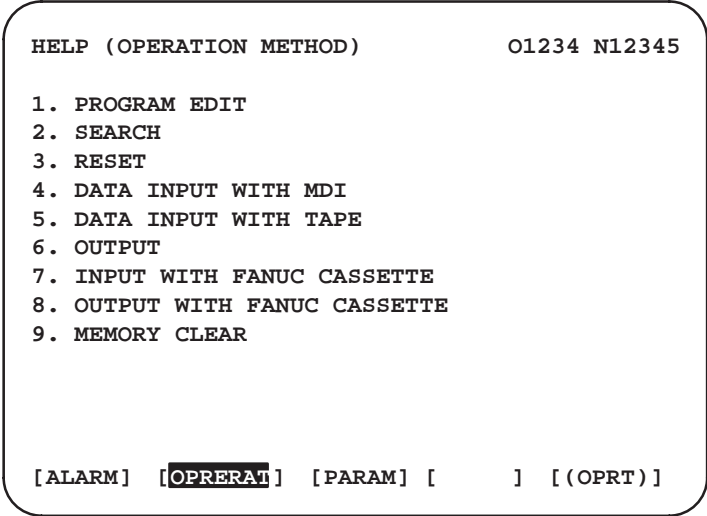 HELP (OPERATION METHOD) O1234 N12345
1. PROGRAM EDIT
2. SEARCH
3. RESET
4. DATA INPUT WITH MDI
5. DATA INPUT WITH TAPE
6. OUTPUT
7. INPUT WITH FANUC CASSETTE
8. OUTPUT WITH FANUC CASSETTE
9. MEMORY CLEAR
[ALARM] [OPRERAT] [PARAM] [ ] [(OPRT)]